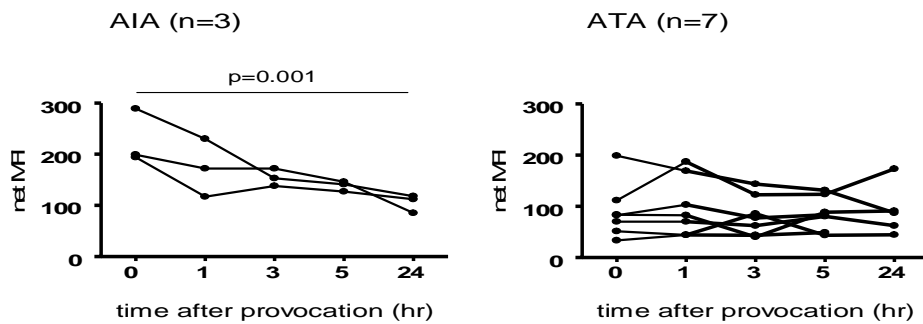 AIA (n=3)
p=0.001
300
200
100
0
net MFI
0 1 3 5 24
time after provocation (hr)
ATA (n=7)
300
200
100
0
net MFI
0 1 3 5 24
time after provocation (hr)